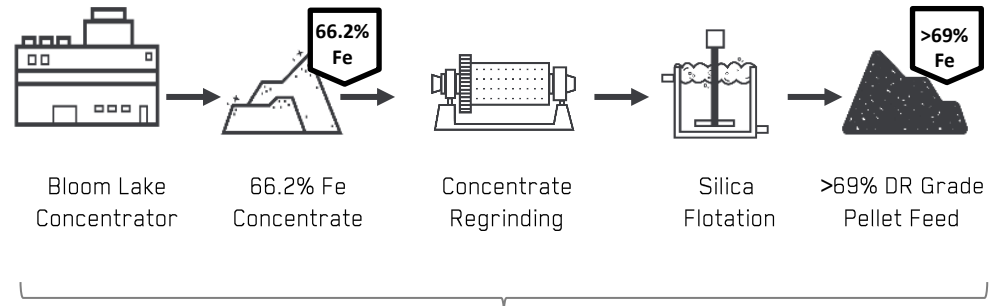 66.2%
Fe
>69%
Fe
Bloom Lake
Concentrator
66.2% Fe
Concentrate
Concentrate
Regrinding
Silica
Flotation
>69% DR Grade
Pellet Feed